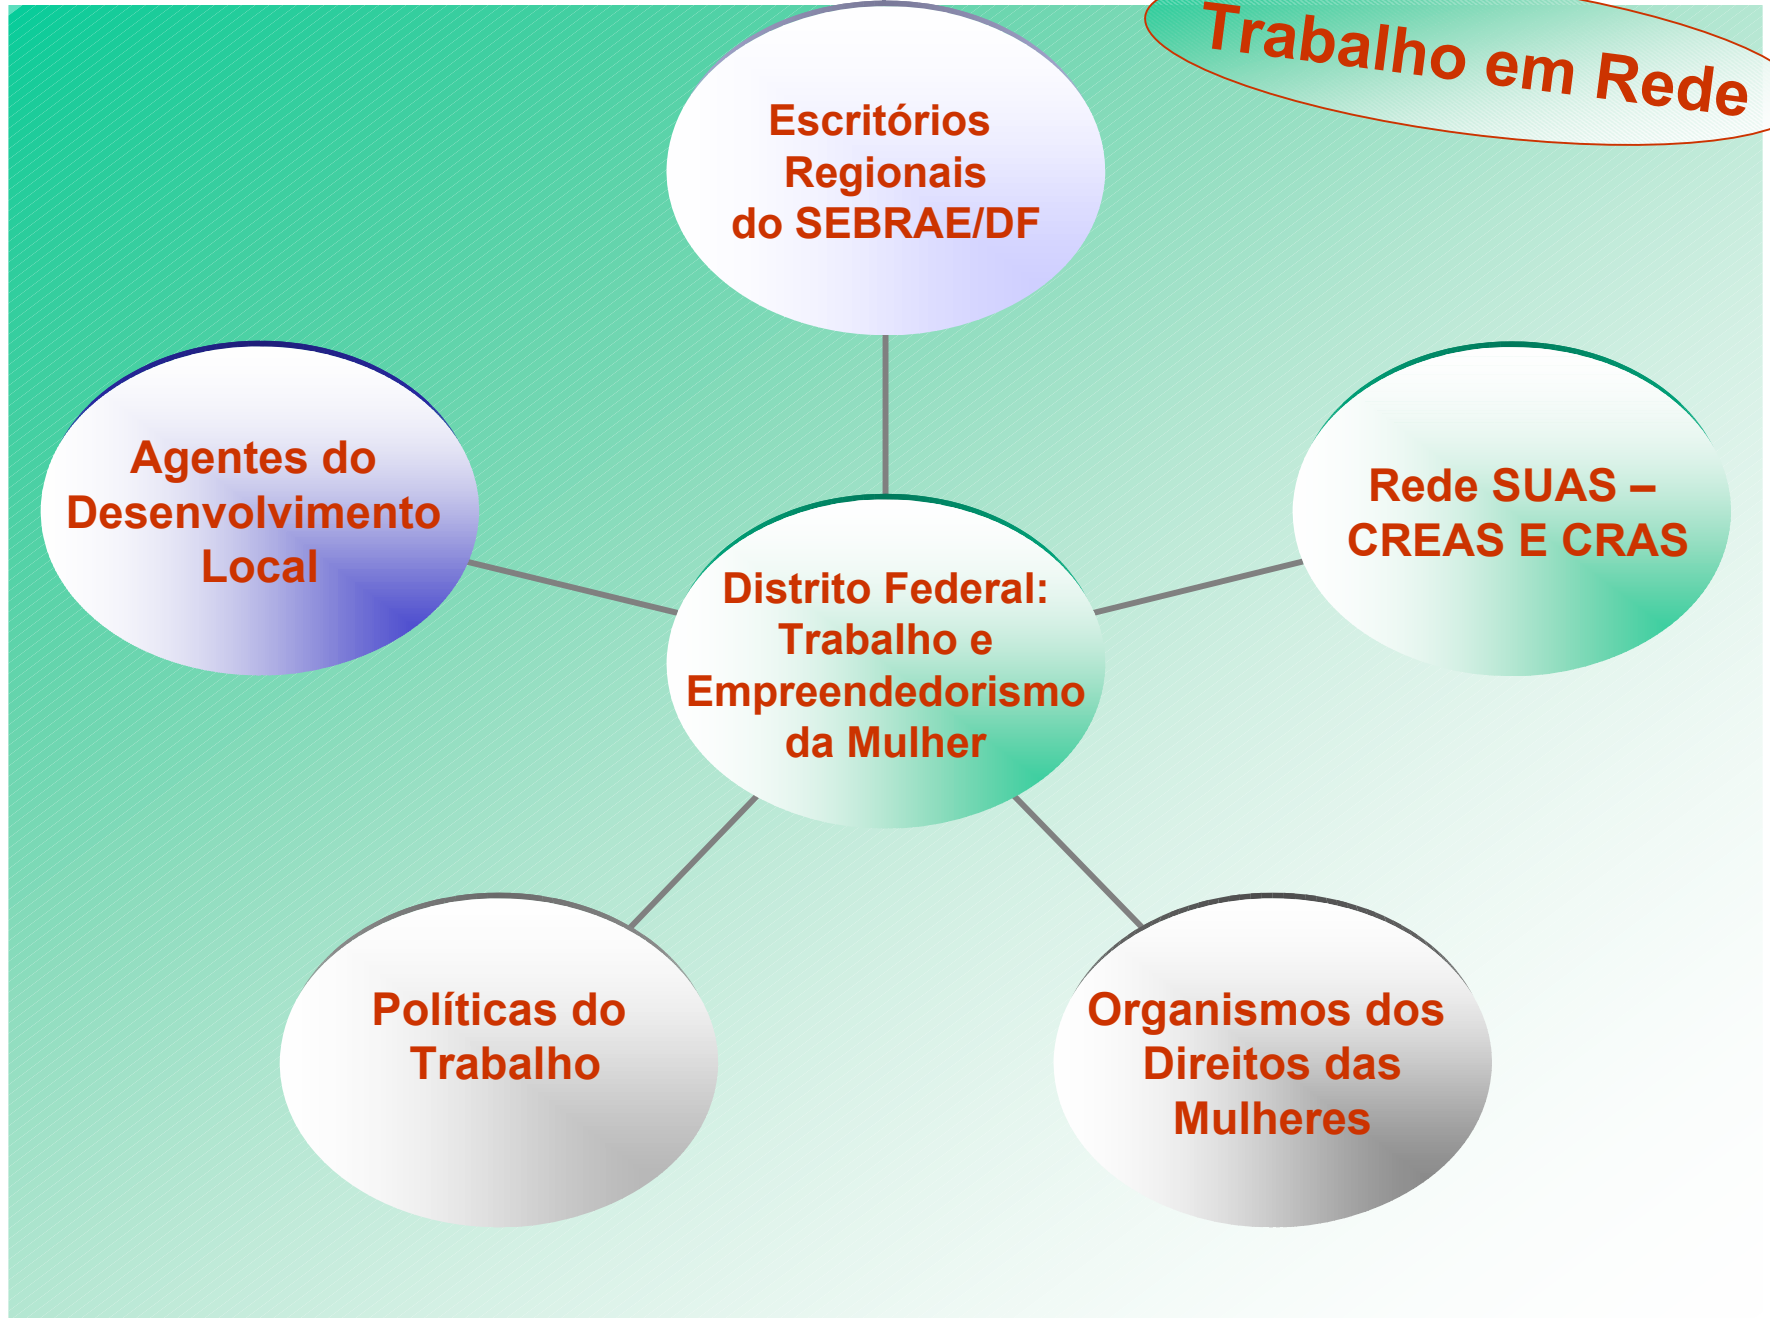 Trabalho em Rede
Escritórios
Regionais
do SEBRAE/DF
Agentes do
Desenvolvimento
Local
Rede SUAS –
CREAS E CRAS
Distrito Federal:
Trabalho e
Empreendedorismo
da Mulher
Políticas do
Trabalho
Organismos dos
Direitos das
Mulheres